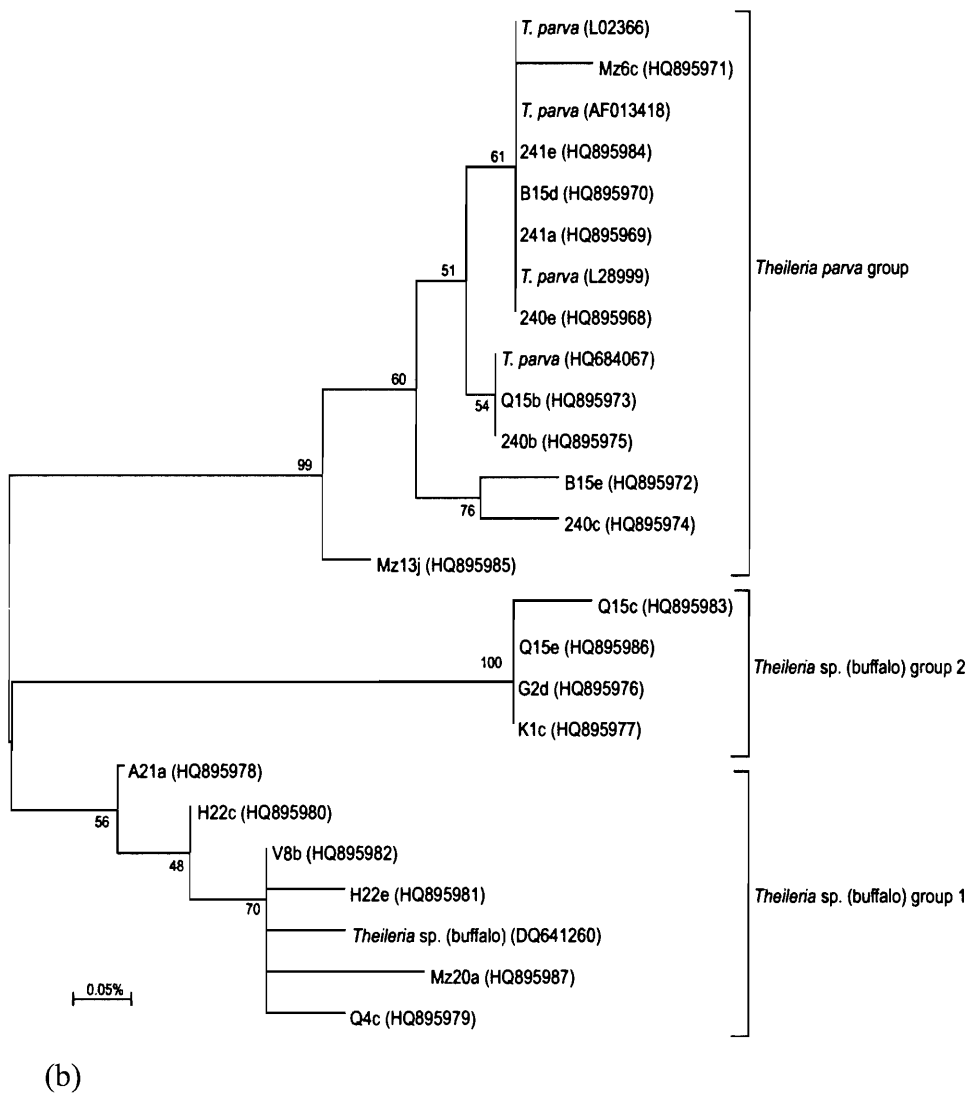 T. parva (L02366)
Mz6c (HQ895971)
T. parva (AF013418)
61
241e (HQ895984)
B15d (HQ895970)
241a (HQ895969)
51
T. parva (L28999)
Theileria parva group
240e (HQ895968)
T. parva (HQ684067)
60
54
Q15b (HQ895973)
240b (HQ895975)
99
B15e (HQ895972)
76
240c (HQ895974)
Mz13j (HQ895985)
Q15c (HQ895983)
Q15e (HQ895986)
100
Theileria sp. (buffalo) group 2
G2d (HQ895976)
K1c (HQ895977)
A21a (HQ895978)
56
H22c (HQ895980)
48
V8b (HQ895982)
H22e (HQ895981)
Theileria sp. (buffalo) group 1
70
Theileria sp. (buffalo) (DQ641260)
Mz20a (HQ895987)
0.05%
Q4c (HQ895979)
(b)